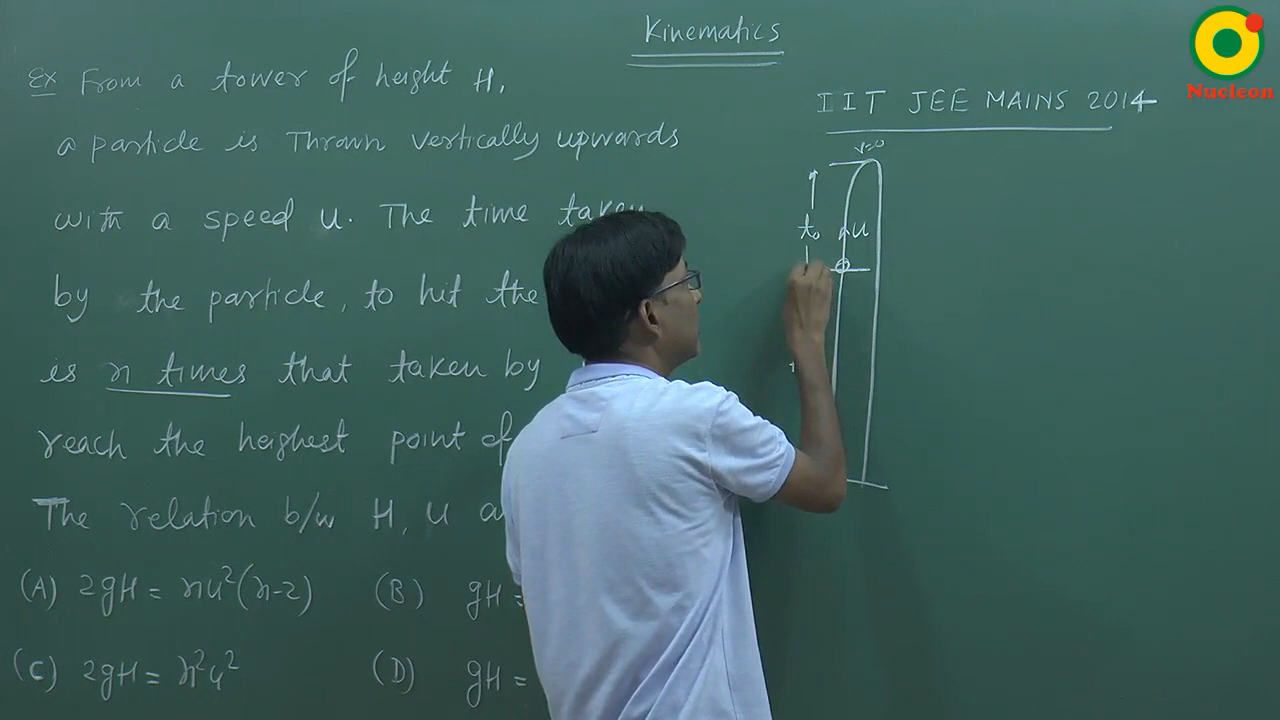 Kinematics
Nucleon
Ex From a tower of height H,
a particle is Thrown vertically upwards
with a speed u. The time taken
by the particle, to hit the
is n times that taken by
reach the highest point of
The relation b/w H, u
(A) 2gH = nu²(n-2) (B) gH =
(C) 2gH = n²u² (D) gH =
IIT JEE MAINS 2014
v=0
t₀ u